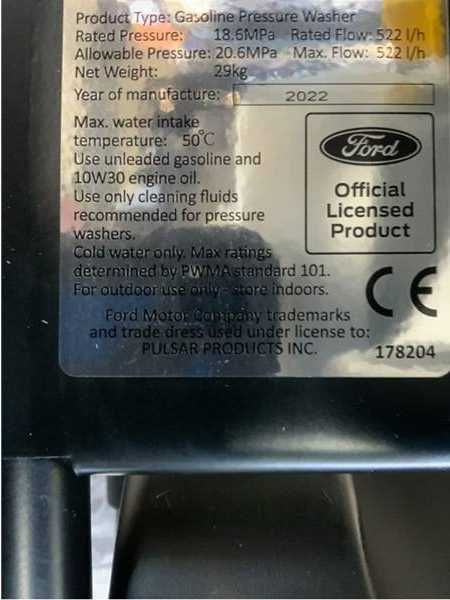 Product Type: Gasoline Pressure Washer
Rated Pressure: 18.6MPa Rated Flow: 522 l/h
Allowable Pressure: 20.6MPa Max. Flow: 522 l/h
Net Weight: 29kg
Year of manufacture: 2022
Max. water intake
temperature: 50℃
Use unleaded gasoline and
10W30 engine oil.
Use only cleaning fluids
recommended for pressure
washers.
Cold water only. Max ratings
determined by PWMA standard 101.
For outdoor use only - store indoors.
Ford
Official
Licensed
Product
CE
Ford Motor Company trademarks
and trade dress used under license to:
PULSAR PRODUCTS INC.
178204